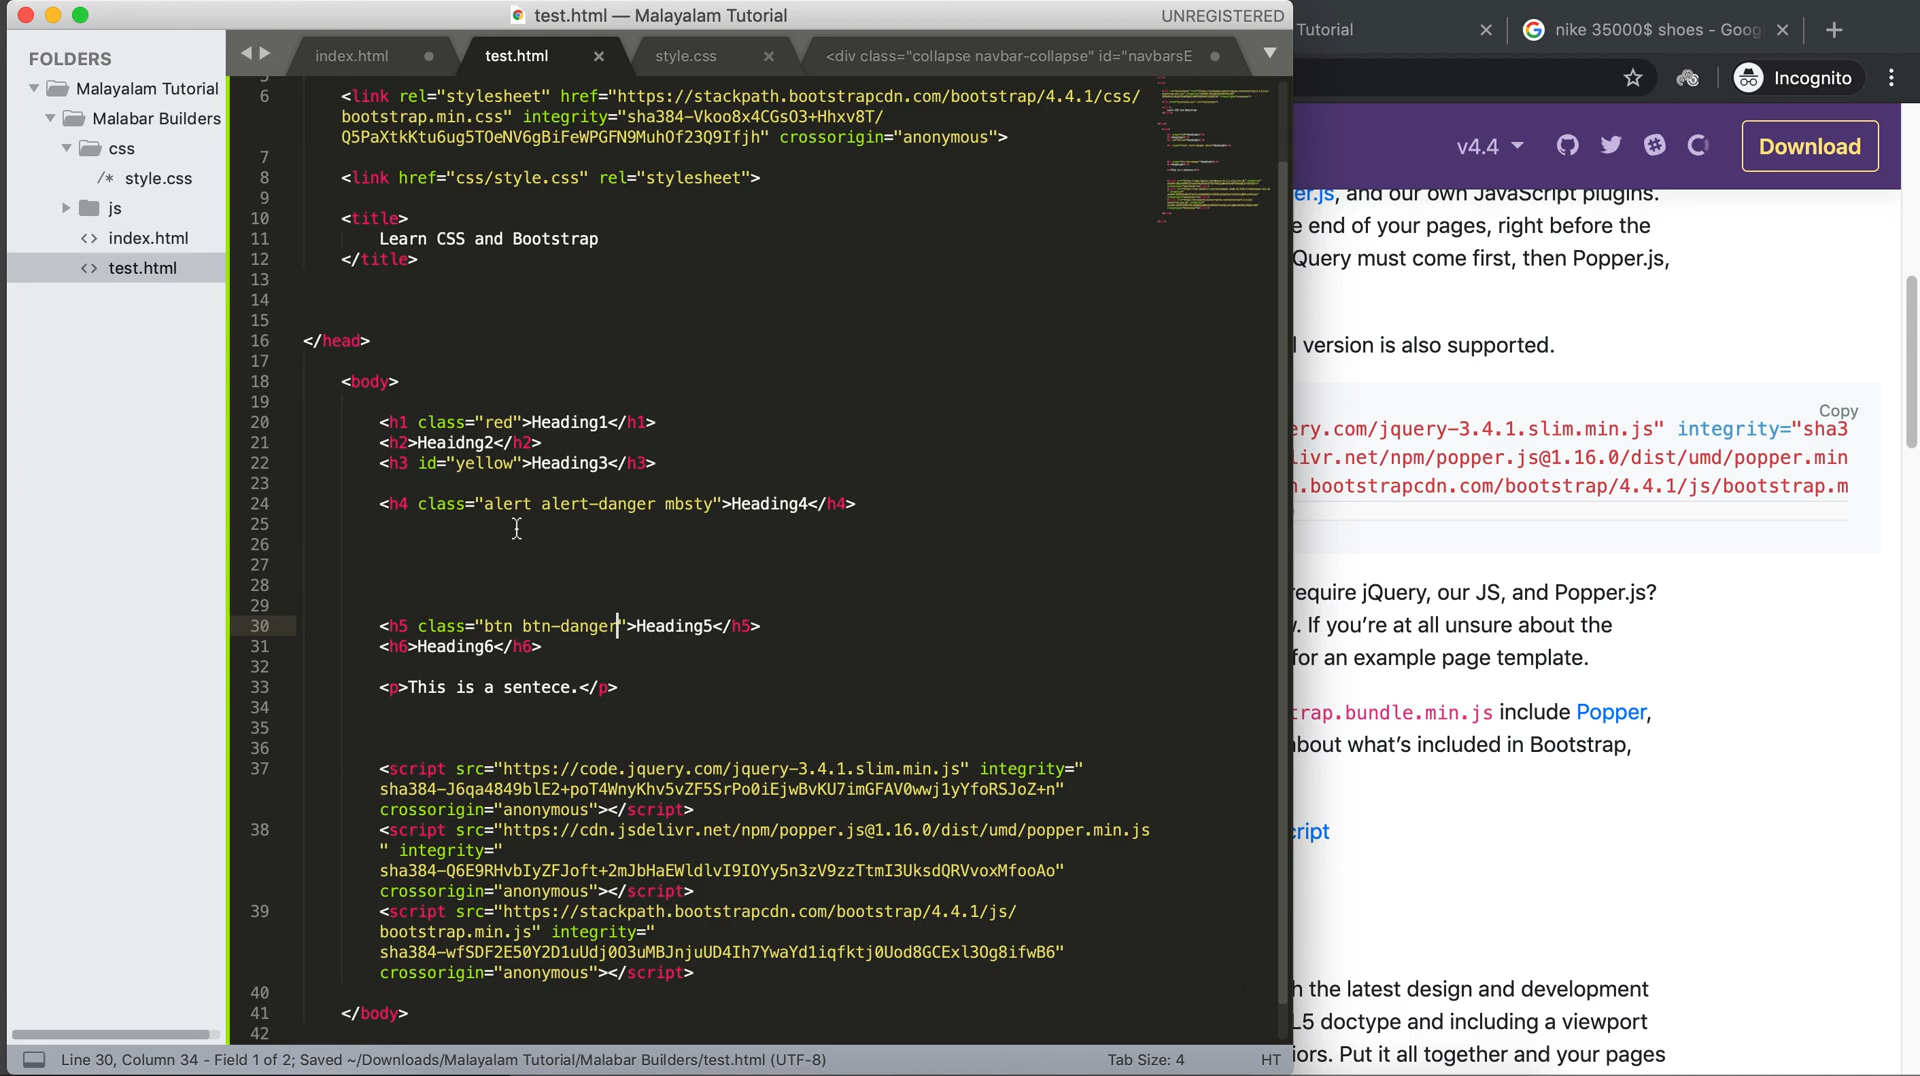 test.html — Malayalam Tutorial
UNREGISTERED
Tutorial
nike 35000$ shoes - Goog
FOLDERS
Malayalam Tutorial
Malabar Builders
css
/* style.css
js
<> index.html
<> test.html
index.html
test.html
style.css
<div class="collapse navbar-collapse" id="navbarsE
Incognito
5
6 <link rel="stylesheet" href="https://stackpath.bootstrapcdn.com/bootstrap/4.4.1/css/
bootstrap.min.css" integrity="sha384-Vkoo8x4CGsO3+Hhxv8T/
Q5PaXtkKtu6ug5TOeNV6gBiFeWPGFN9MuhOf23Q9Ifjh" crossorigin="anonymous">
7
8 <link href="css/style.css" rel="stylesheet">
9
10 <title>
11 Learn CSS and Bootstrap
12 </title>
13
14
15
16 </head>
17
18 <body>
19
20 <h1 class="red">Heading1</h1>
21 <h2>Heaidng2</h2>
22 <h3 id="yellow">Heading3</h3>
23
24 <h4 class="alert alert-danger mbsty">Heading4</h4>
25
26
27
28
29
30 <h5 class="btn btn-danger">Heading5</h5>
31 <h6>Heading6</h6>
32
33 <p>This is a sentece.</p>
34
35
36
37 <script src="https://code.jquery.com/jquery-3.4.1.slim.min.js" integrity="
sha384-J6qa4849blE2+poT4WnyKhv5vZF5SrPo0iEjwBvKU7imGFAV0wwj1yYfoRSJoZ+n"
crossorigin="anonymous"></script>
38 <script src="https://cdn.jsdelivr.net/npm/popper.js@1.16.0/dist/umd/popper.min.js
" integrity="
sha384-Q6E9RHvbIyZFJoft+2mJbHaEWldlvI9IOYy5n3zV9zzTtmI3UksdQRVvoxMfooAo"
crossorigin="anonymous"></script>
39 <script src="https://stackpath.bootstrapcdn.com/bootstrap/4.4.1/js/
bootstrap.min.js" integrity="
sha384-wfSDF2E50Y2D1uUdj0O3uMBJnjuUD4Ih7YwaYd1iqfktj0Uod8GCExl3Og8ifwB6"
crossorigin="anonymous"></script>
40
41 </body>
42
Line 30, Column 34 - Field 1 of 2; Saved ~/Downloads/Malayalam Tutorial/Malabar Builders/test.html (UTF-8)
Tab Size: 4
HT
v4.4
Download
er.js, and our own JavaScript plugins.
e end of your pages, right before the
Query must come first, then Popper.js,
l version is also supported.
Copy
ery.com/jquery-3.4.1.slim.min.js" integrity="sha3
livr.net/npm/popper.js@1.16.0/dist/umd/popper.min
n.bootstrapcdn.com/bootstrap/4.4.1/js/bootstrap.m
require jQuery, our JS, and Popper.js?
w. If you're at all unsure about the
for an example page template.
trap.bundle.min.js include Popper,
about what's included in Bootstrap,
cript
h the latest design and development
L5 doctype and including a viewport
iors. Put it all together and your pages